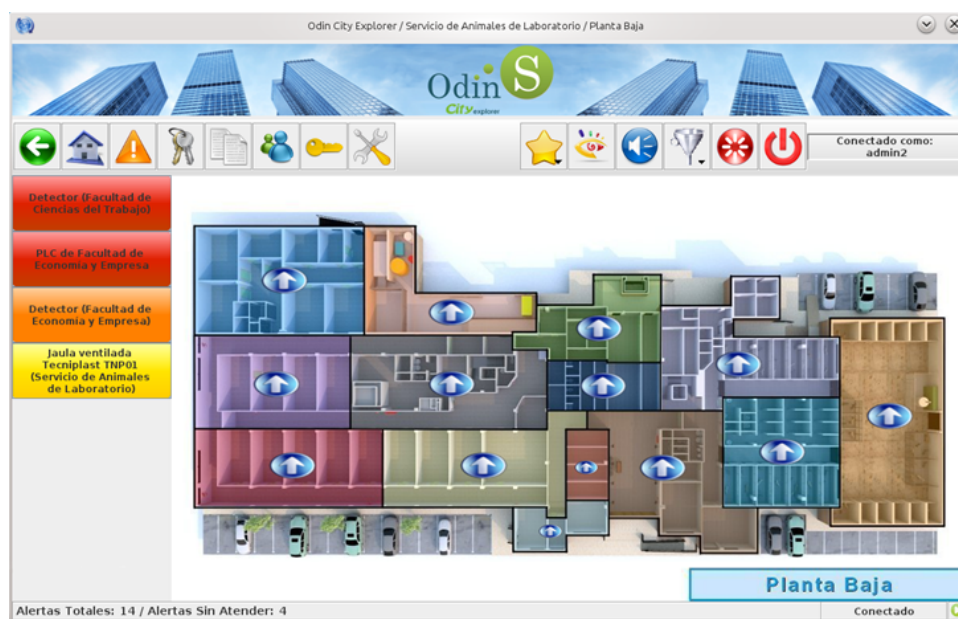 Odin City Explorer / Servicio de Animales de Laboratorio / Planta Baja
Odin S
City explorer
Conectado como:
admin2
Detector (Facultad de
Ciencias del Trabajo)
PLC de Facultad de
Economía y Empresa
Detector (Facultad de
Economía y Empresa)
Jaula ventilada
Tecniplast TNP01
(Servicio de Animales
de Laboratorio)
Planta Baja
Alertas Totales: 14 / Alertas Sin Atender: 4
Conectado